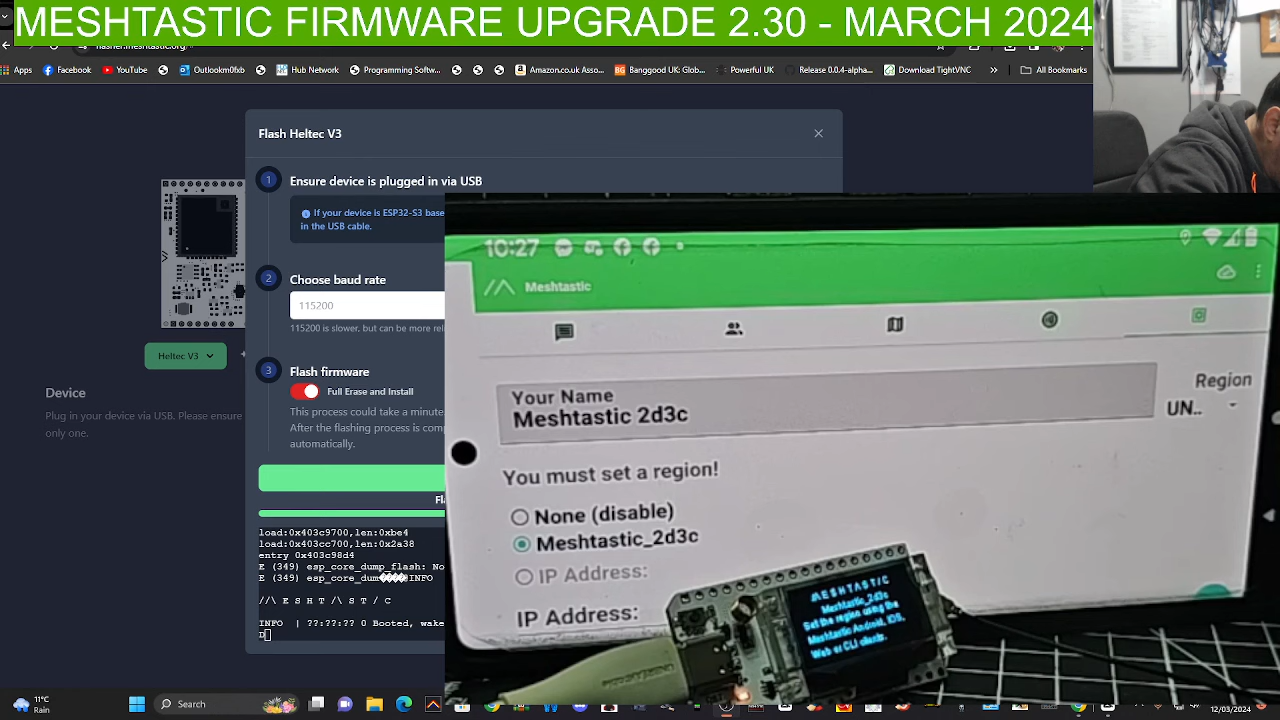 MESHTASTIC FIRMWARE UPGRADE 2.30 - MARCH 2024
Apps
Facebook
YouTube
Outlookm0fxb
Hub Network
Programming Serial...
Amazon.co.uk Asso...
Banggood UK: Glob...
Powerful UK
Release 0.0.4-alpha...
Download TightVNC
»
All Bookmarks
Flash Heltec V3
1
Ensure device is plugged in via USB
If your device is ESP32-S3 base
in the USB cable.
2
Choose baud rate
115200
115200 is slower, but can be more rel
3
Flash firmware
Full Erase and Install
This process could take a minute
After the flashing process is comp
automatically.
Heltec V3
Device
Plug in your device via USB. Please ensure
only one.
load:0x403c9700,len:0xbe4
load:0x403cc700,len:0x2a38
entry 0x403c98d4
E (349) esp_core_dump_flash: No
E (349) esp_core_d���INFO
//\ E S H T /\ S T / C
INFO | ??:??:?? 0 Booted, wake
D
10:27
Meshtastic
Your Name
Meshtastic 2d3c
Region
UN..
You must set a region!
None (disable)
Meshtastic_2d3c
IP Address:
IP Address:
//\ E S H T /\ S T / C
Meshtastic_2d3c
Set the region using the
Meshtastic Android, iOS,
Web or CLI clients.
11°C
Rain
Search
12/03/2024